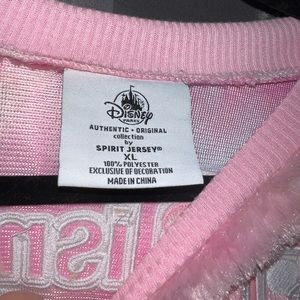 Disney
PARKS
AUTHENTIC • ORIGINAL
collection
by
SPIRIT JERSEY®
XL
100% POLYESTER
EXCLUSIVE OF DECORATION
MADE IN CHINA